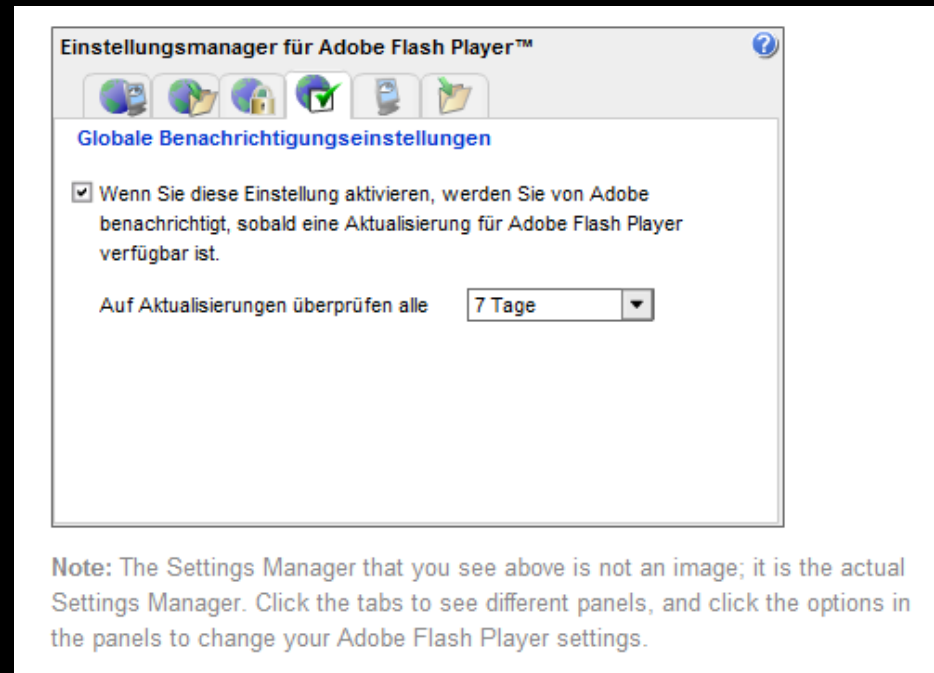 Einstellungsmanager für Adobe Flash Player™
Globale Benachrichtigungseinstellungen
Wenn Sie diese Einstellung aktivieren, werden Sie von Adobe
benachrichtigt, sobald eine Aktualisierung für Adobe Flash Player
verfügbar ist.
Auf Aktualisierungen überprüfen alle 7 Tage
Note: The Settings Manager that you see above is not an image; it is the actual
Settings Manager. Click the tabs to see different panels, and click the options in
the panels to change your Adobe Flash Player settings.